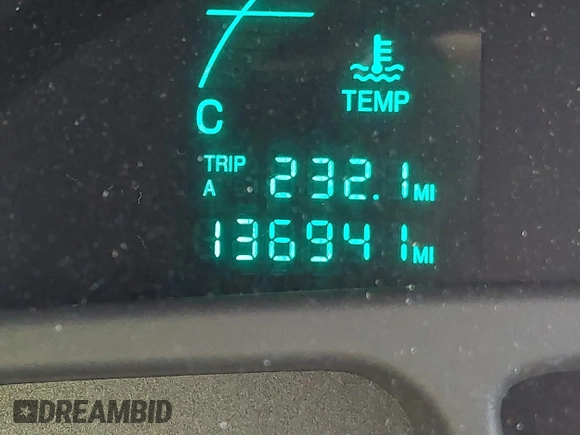 C
TEMP
TRIP A 232.1 MI
136941 MI
DREAMBID